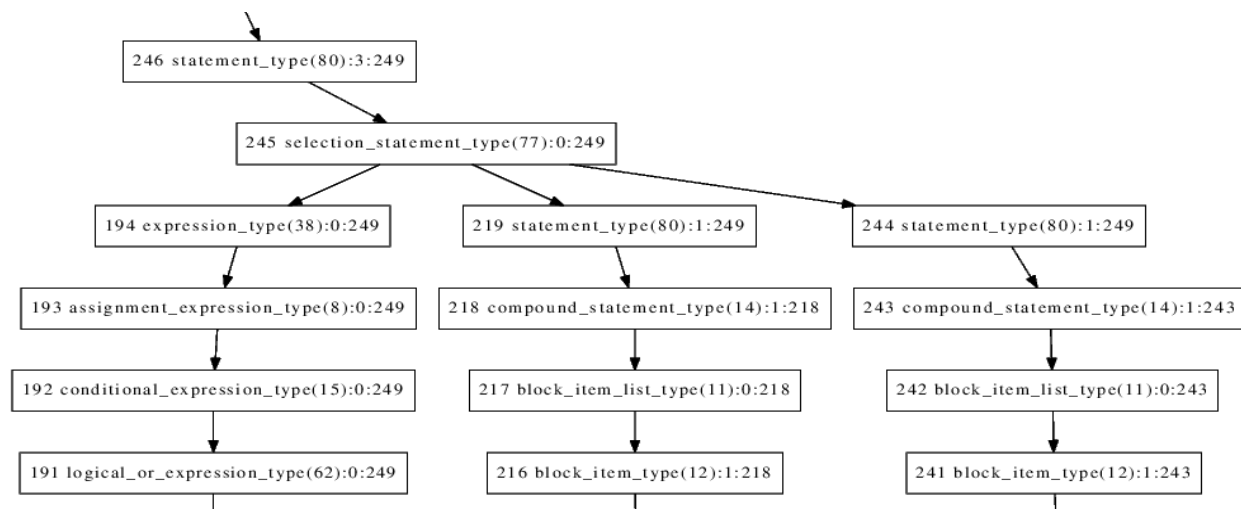 246 statement_type(80):3:249
245 selection_statement_type(77):0:249
194 expression_type(38):0:249
219 statement_type(80):1:249
244 statement_type(80):1:249
193 assignment_expression_type(8):0:249
218 compound_statement_type(14):1:218
243 compound_statement_type(14):1:243
192 conditional_expression_type(15):0:249
217 block_item_list_type(11):0:218
242 block_item_list_type(11):0:243
191 logical_or_expression_type(62):0:249
216 block_item_type(12):1:218
241 block_item_type(12):1:243